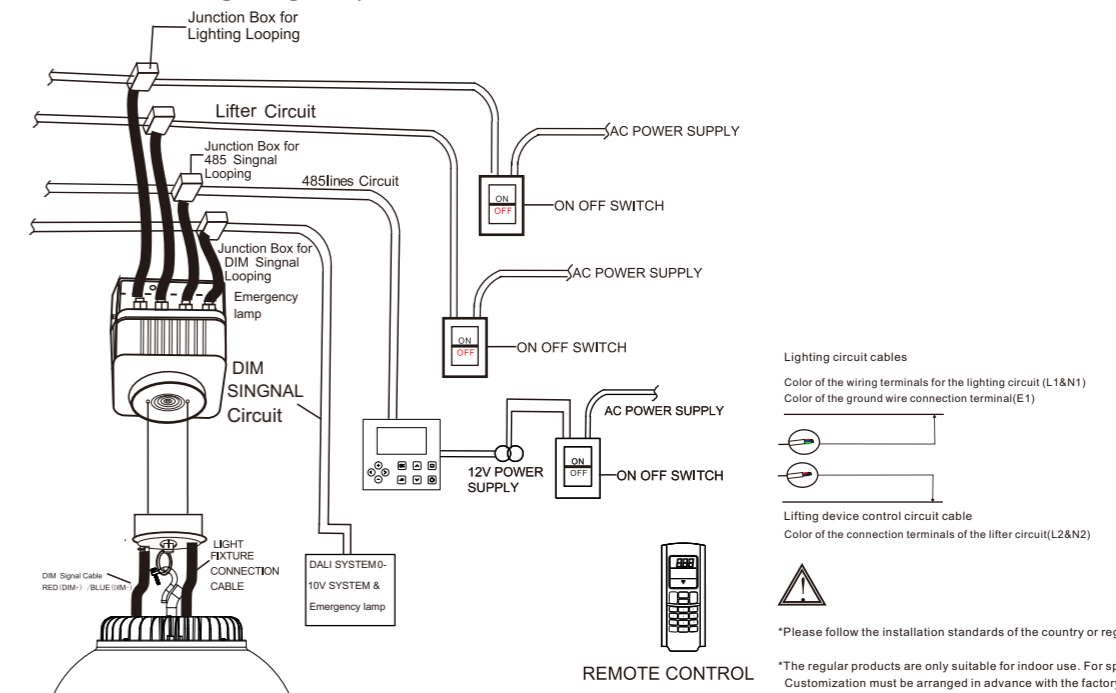 Junction Box for
Lighting Looping
Lifter Circuit
AC POWER SUPPLY
Junction Box for
485 Singnal
Looping
485lines Circuit
ON
OFF
ON OFF SWITCH
Junction Box for
DIM Singnal
Looping
Emergency
lamp
AC POWER SUPPLY
ON
OFF
ON OFF SWITCH
DIM
SINGNAL
Circuit
Lighting circuit cables
Color of the wiring terminals for the lighting circuit (L1&N1)
Color of the ground wire connection terminal(E1)
AC POWER SUPPLY
ON
OFF
ON OFF SWITCH
12V POWER
SUPPLY
Lifting device control circuit cable
Color of the connection terminals of the lifter circuit(L2&N2)
LIGHT
FIXTURE
CONNECTION
CABLE
DIM Signal Cable
RED (DIM+) /BLUE (DIM-)
DALI SYSTEM0-
10V SYSTEM &
Emergency lamp
REMOTE CONTROL
*Please follow the installation standards of the country or
*The regular products are only suitable for indoor use. For
Customization must be arranged in advance with the factory